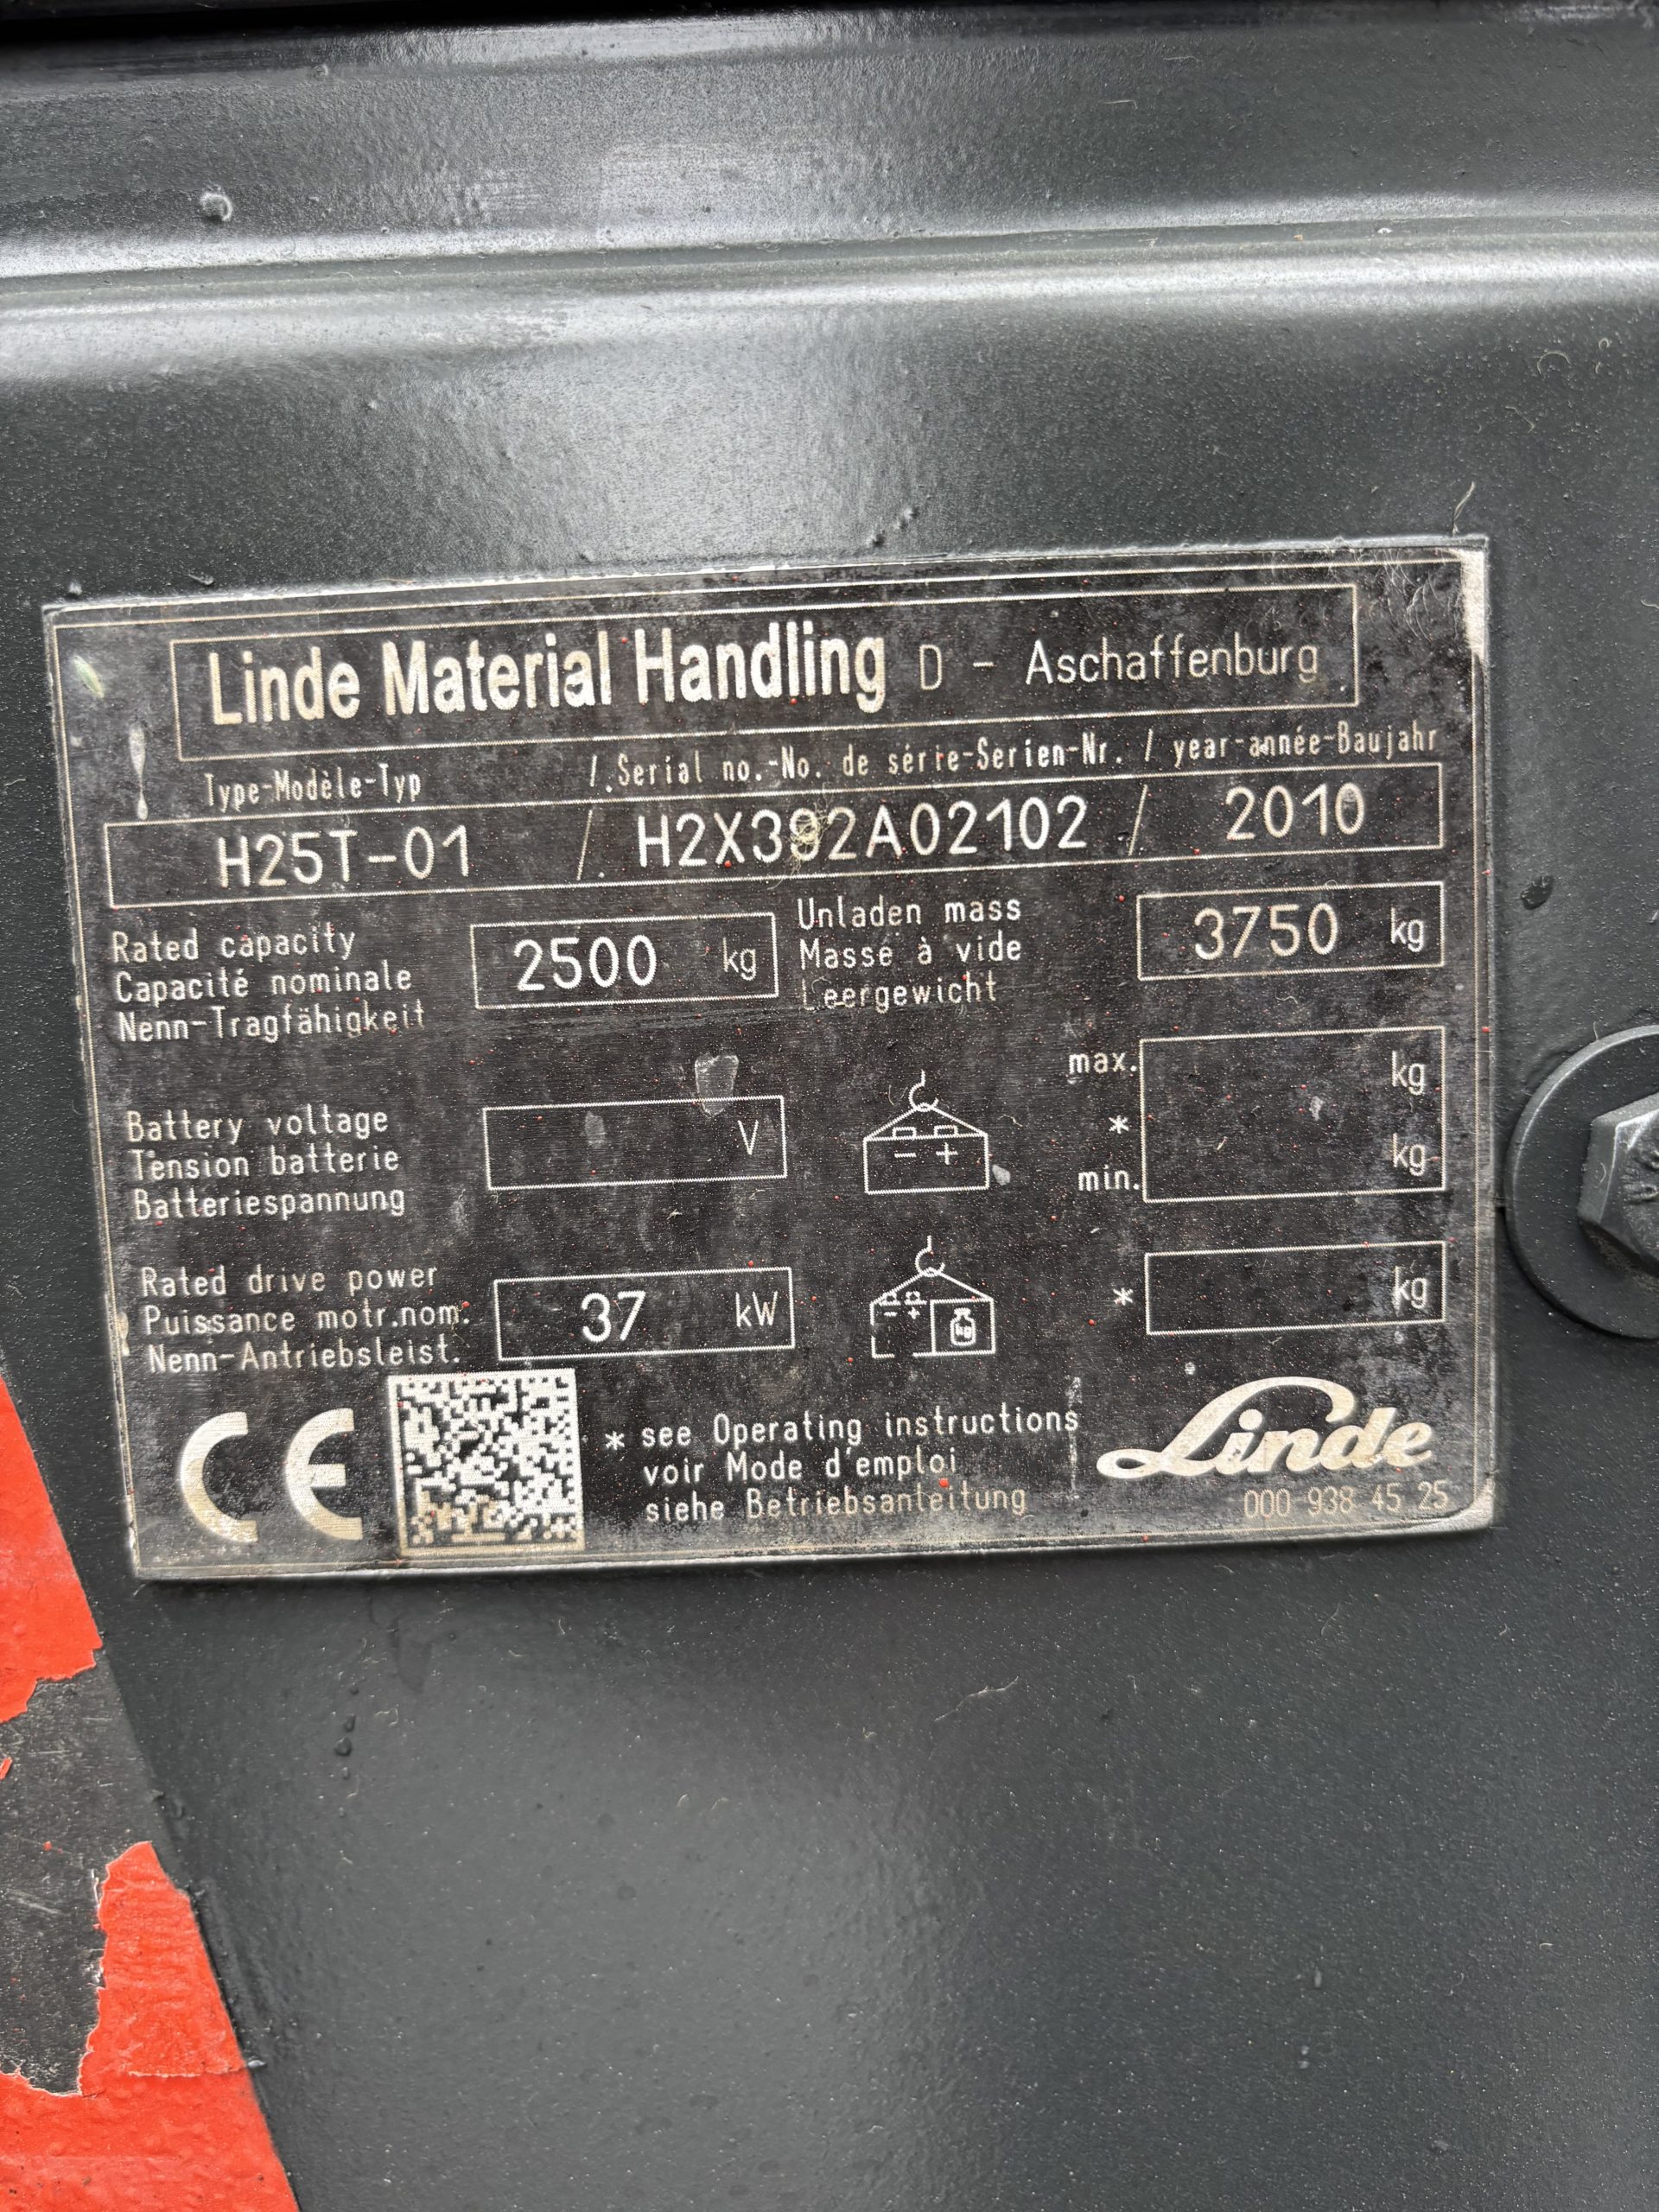 Linde Material Handling D - Aschaffenburg
Type-Modèle-Typ / Serial no.-No. de série-Serien-Nr. / year-année-Baujahr
H25T-01 / H2X392A02102 / 2010
Rated capacity
Capacité nominale
Nenn-Tragfähigkeit
2500 kg
Unladen mass
Masse à vide
Leergewicht
3750 kg
Battery voltage
Tension batterie
Batteriespannung
V
- +
max. kg
*
min. kg
Rated drive power
Puissance motr.nom.
Nenn-Antriebsleist.
37 kW
- +
kg
* kg
CE
* see Operating instructions
voir Mode d'emploi
siehe Betriebsanleitung
Linde
000 938 45 25